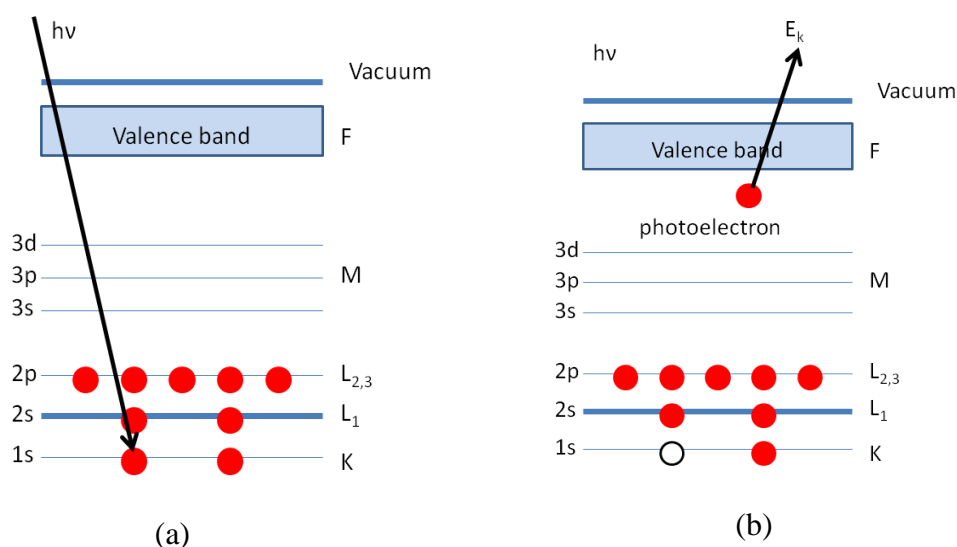 hν
Vacuum
Valence band
F
3d
3p
M
3s
2p
L2,3
2s
L1
1s
K
(a)
hν
Ek
Vacuum
Valence band
F
photoelectron
3d
3p
M
3s
2p
L2,3
2s
L1
1s
K
(b)